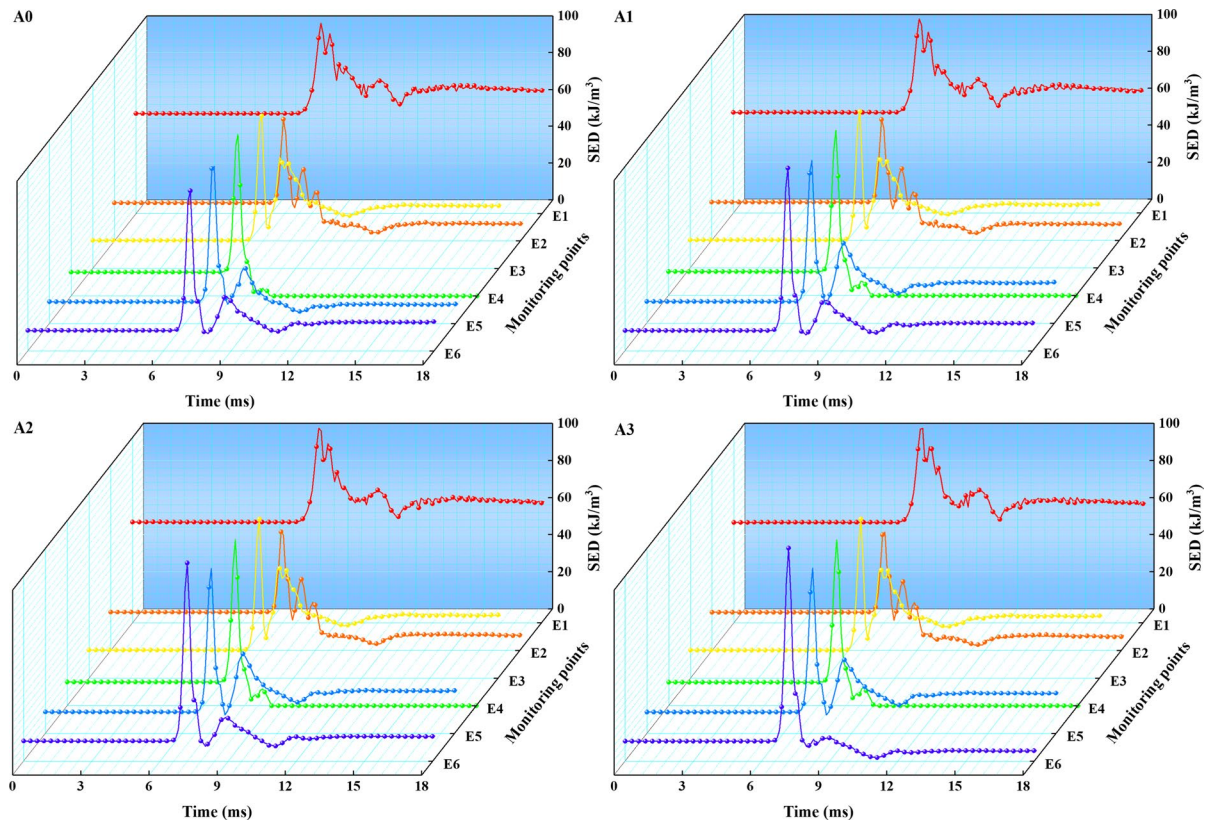 A0
100
80
60
40
20
0
SED (kJ/m³)
E1
E2
E3
E4
E5
E6
Monitoring points
0 3 6 9 12 15 18
Time (ms)
A1
100
80
60
40
20
0
SED (kJ/m³)
E1
E2
E3
E4
E5
E6
Monitoring points
0 3 6 9 12 15 18
Time (ms)
A2
100
80
60
40
20
0
SED (kJ/m³)
E1
E2
E3
E4
E5
E6
Monitoring points
0 3 6 9 12 15 18
Time (ms)
A3
100
80
60
40
20
0
SED (kJ/m³)
E1
E2
E3
E4
E5
E6
Monitoring points
0 3 6 9 12 15 18
Time (ms)